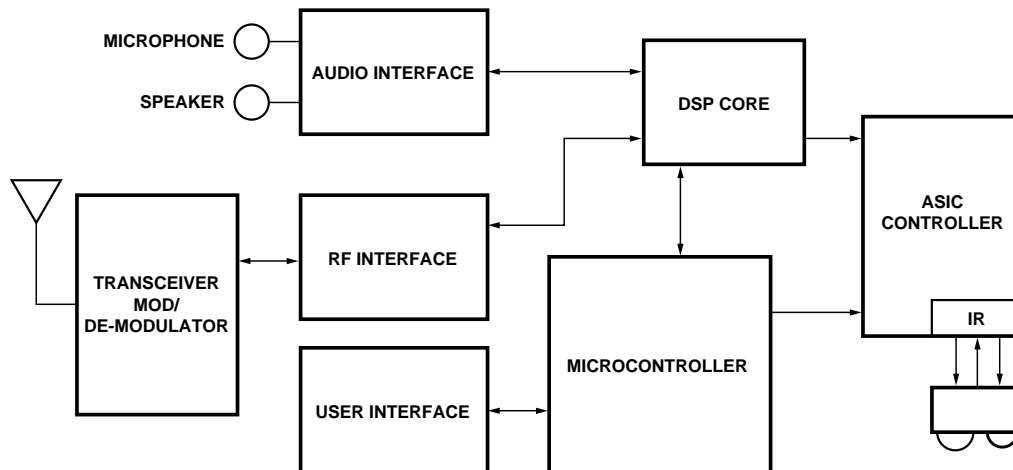 MICROPHONE
SPEAKER
AUDIO INTERFACE
DSP CORE
ASIC
CONTROLLER
TRANSCEIVER
MOD/
DE-MODULATOR
RF INTERFACE
IR
MICROCONTROLLER
USER INTERFACE